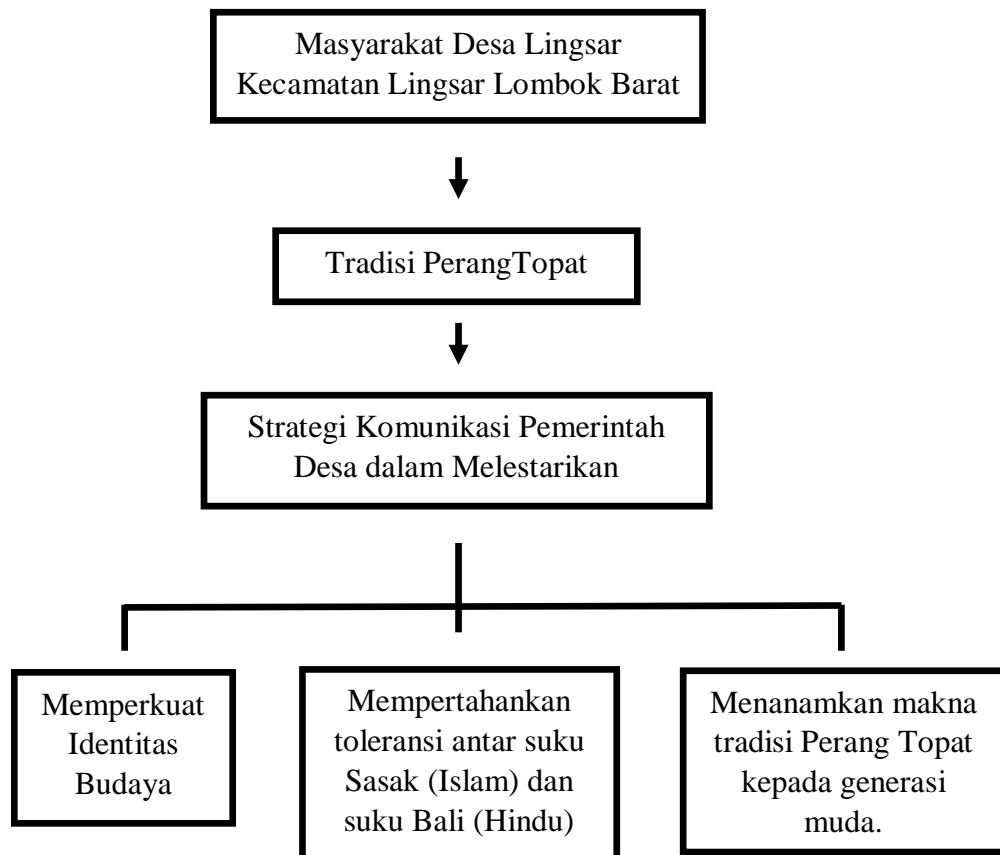 Masyarakat Desa Lingsar
Kecamatan Lingsar Lombok Barat
Tradisi PerangTopat
Strategi Komunikasi Pemerintah
Desa dalam Melestarikan
Memperkuat
Identitas
Budaya
Mempertahankan
toleransi antar suku
Sasak (Islam) dan
suku Bali (Hindu)
Menanamkan makna
tradisi Perang Topat
kepada generasi
muda.